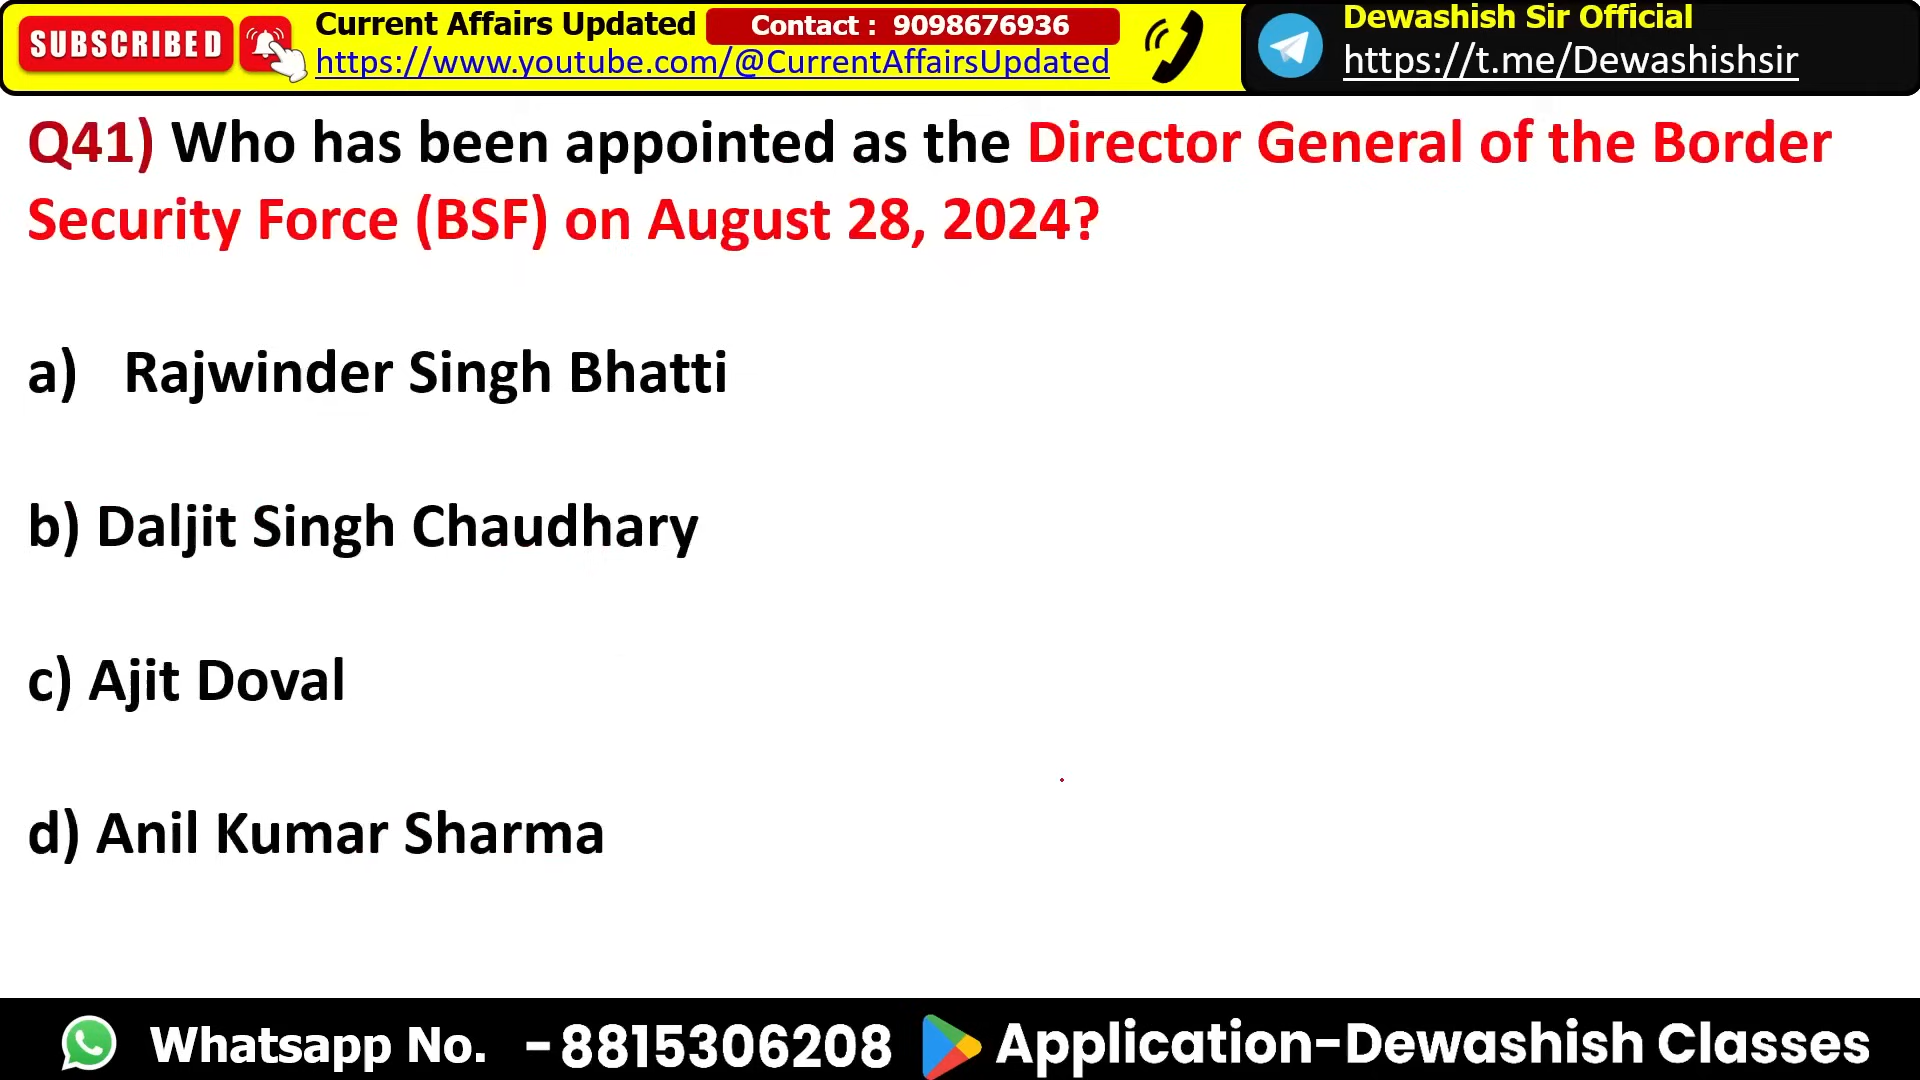 SUBSCRIBED
Current Affairs Updated
Contact : 9098676936
https://www.youtube.com/@CurrentAffairsUpdated
Dewashish Sir Official
https://t.me/Dewashishsir
Q41) Who has been appointed as the Director General of the Border
Security Force (BSF) on August 28, 2024?
a) Rajwinder Singh Bhatti
b) Daljit Singh Chaudhary
c) Ajit Doval
d) Anil Kumar Sharma
Whatsapp No. -8815306208
Application-Dewashish Classes